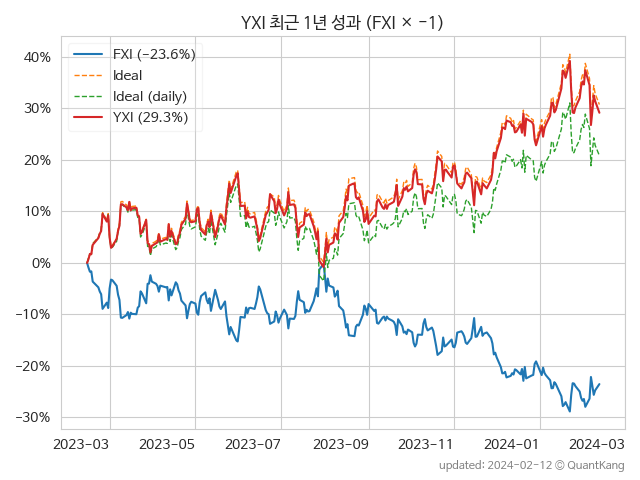 YXI 최근 1년 성과 (FXI × −1)
FXI (−23.6%)
Ideal
Ideal (daily)
YXI (29.3%)
40%
30%
20%
10%
0%
−10%
−20%
−30%
2023-03 2023-05 2023-07 2023-09 2023-11 2024-01 2024-03
updated: 2024-02-12 © QuantKang